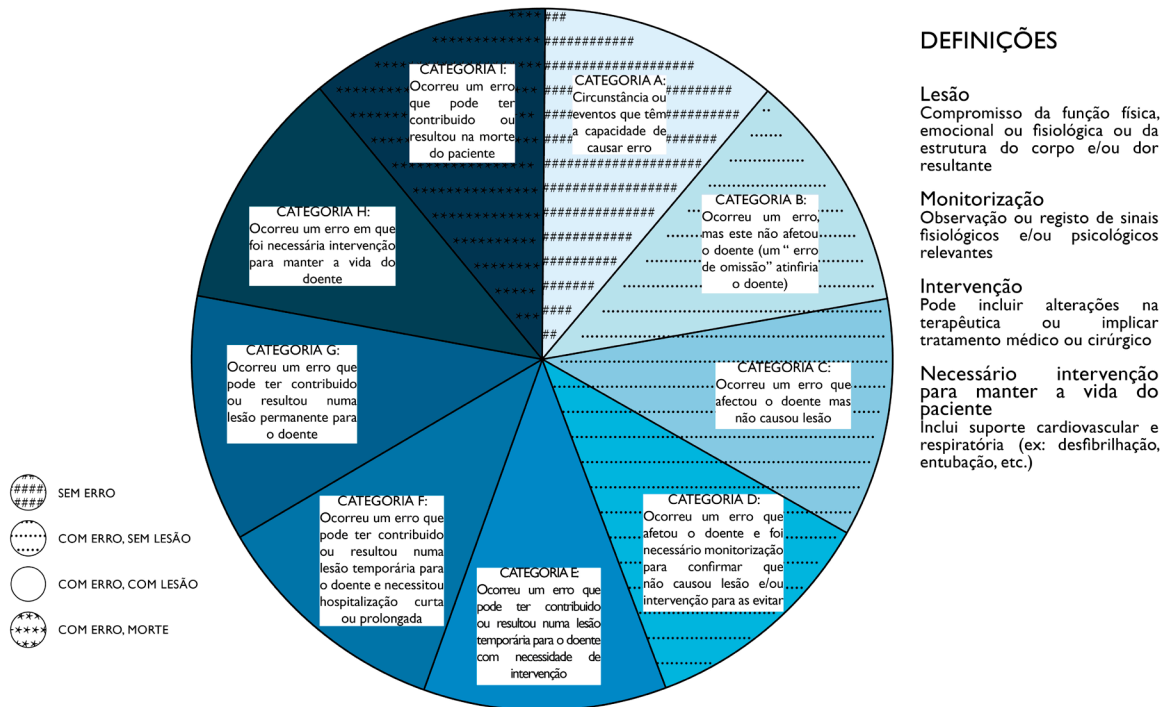 CATEGORIA A:
Circunstância ou
eventos que têm
a capacidade de
causar erro
CATEGORIA B:
Ocorreu um erro,
mas este não afetou
o doente (um “ erro
de omissão” atinfiria
o doente)
CATEGORIA C:
Ocorreu um erro que
afectou o doente mas
não causou lesão
CATEGORIA D:
Ocorreu um erro que
afetou o doente e foi
necessário monitorização
para confirmar que
não causou lesão e/ou
intervenção para as evitar
CATEGORIA E:
Ocorreu um erro que
pode ter contribuido
ou resultou numa lesão
temporária para o doente
com necessidade de
intervenção
CATEGORIA F:
Ocorreu um erro que
pode ter contribuido
ou resultou numa
lesão temporária para
o doente e necessitou
hospitalização curta
ou prolongada
CATEGORIA G:
Ocorreu um erro que
pode ter contribuido
ou resultou numa
lesão permanente para
o doente
CATEGORIA H:
Ocorreu um erro em que
foi necessária intervenção
para manter a vida do
doente
CATEGORIA I:
Ocorreu um erro
que pode ter
contribuido ou
resultou na morte
do paciente
SEM ERRO
COM ERRO, SEM LESÃO
COM ERRO, COM LESÃO
COM ERRO, MORTE
DEFINIÇÕES
Lesão
Compromisso da função física,
emocional ou fisiológica ou da
estrutura do corpo e/ou dor
resultante
Monitorização
Observação ou registo de sinais
fisiológicos e/ou psicológicos
relevantes
Intervenção
Pode incluir alterações na
terapêutica ou implicar
tratamento médico ou cirúrgico
Necessário intervenção
para manter a vida do
paciente
Inclui suporte cardiovascular e
respiratória (ex: desfibrilhação,
entubação, etc.)